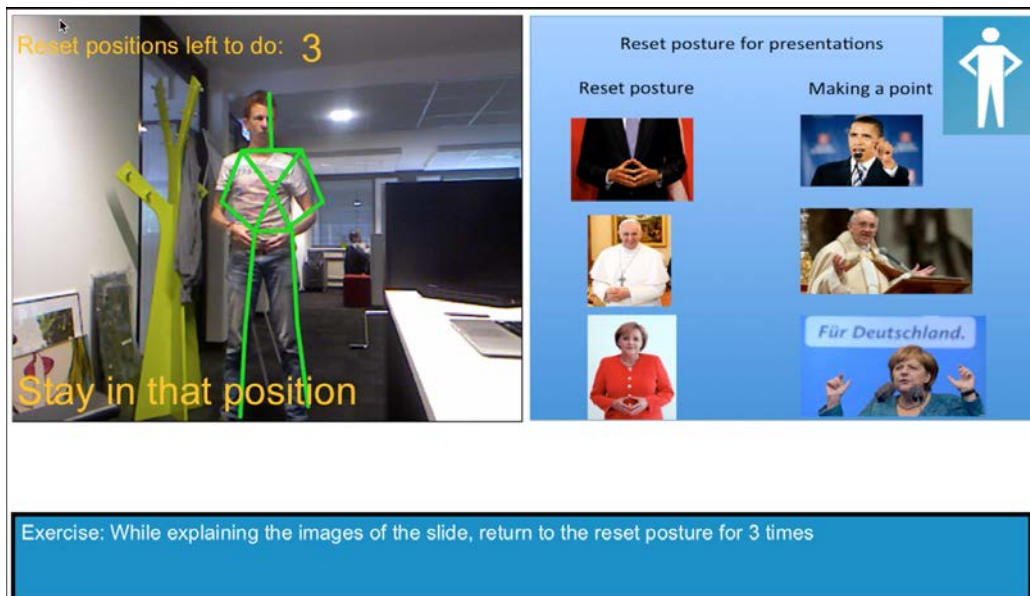 Reset positions left to do: 3
Stay in that position
Reset posture for presentations
Reset posture
Making a point
Für Deutschland.
Exercise: While explaining the images of the slide, return to the reset posture for 3 times